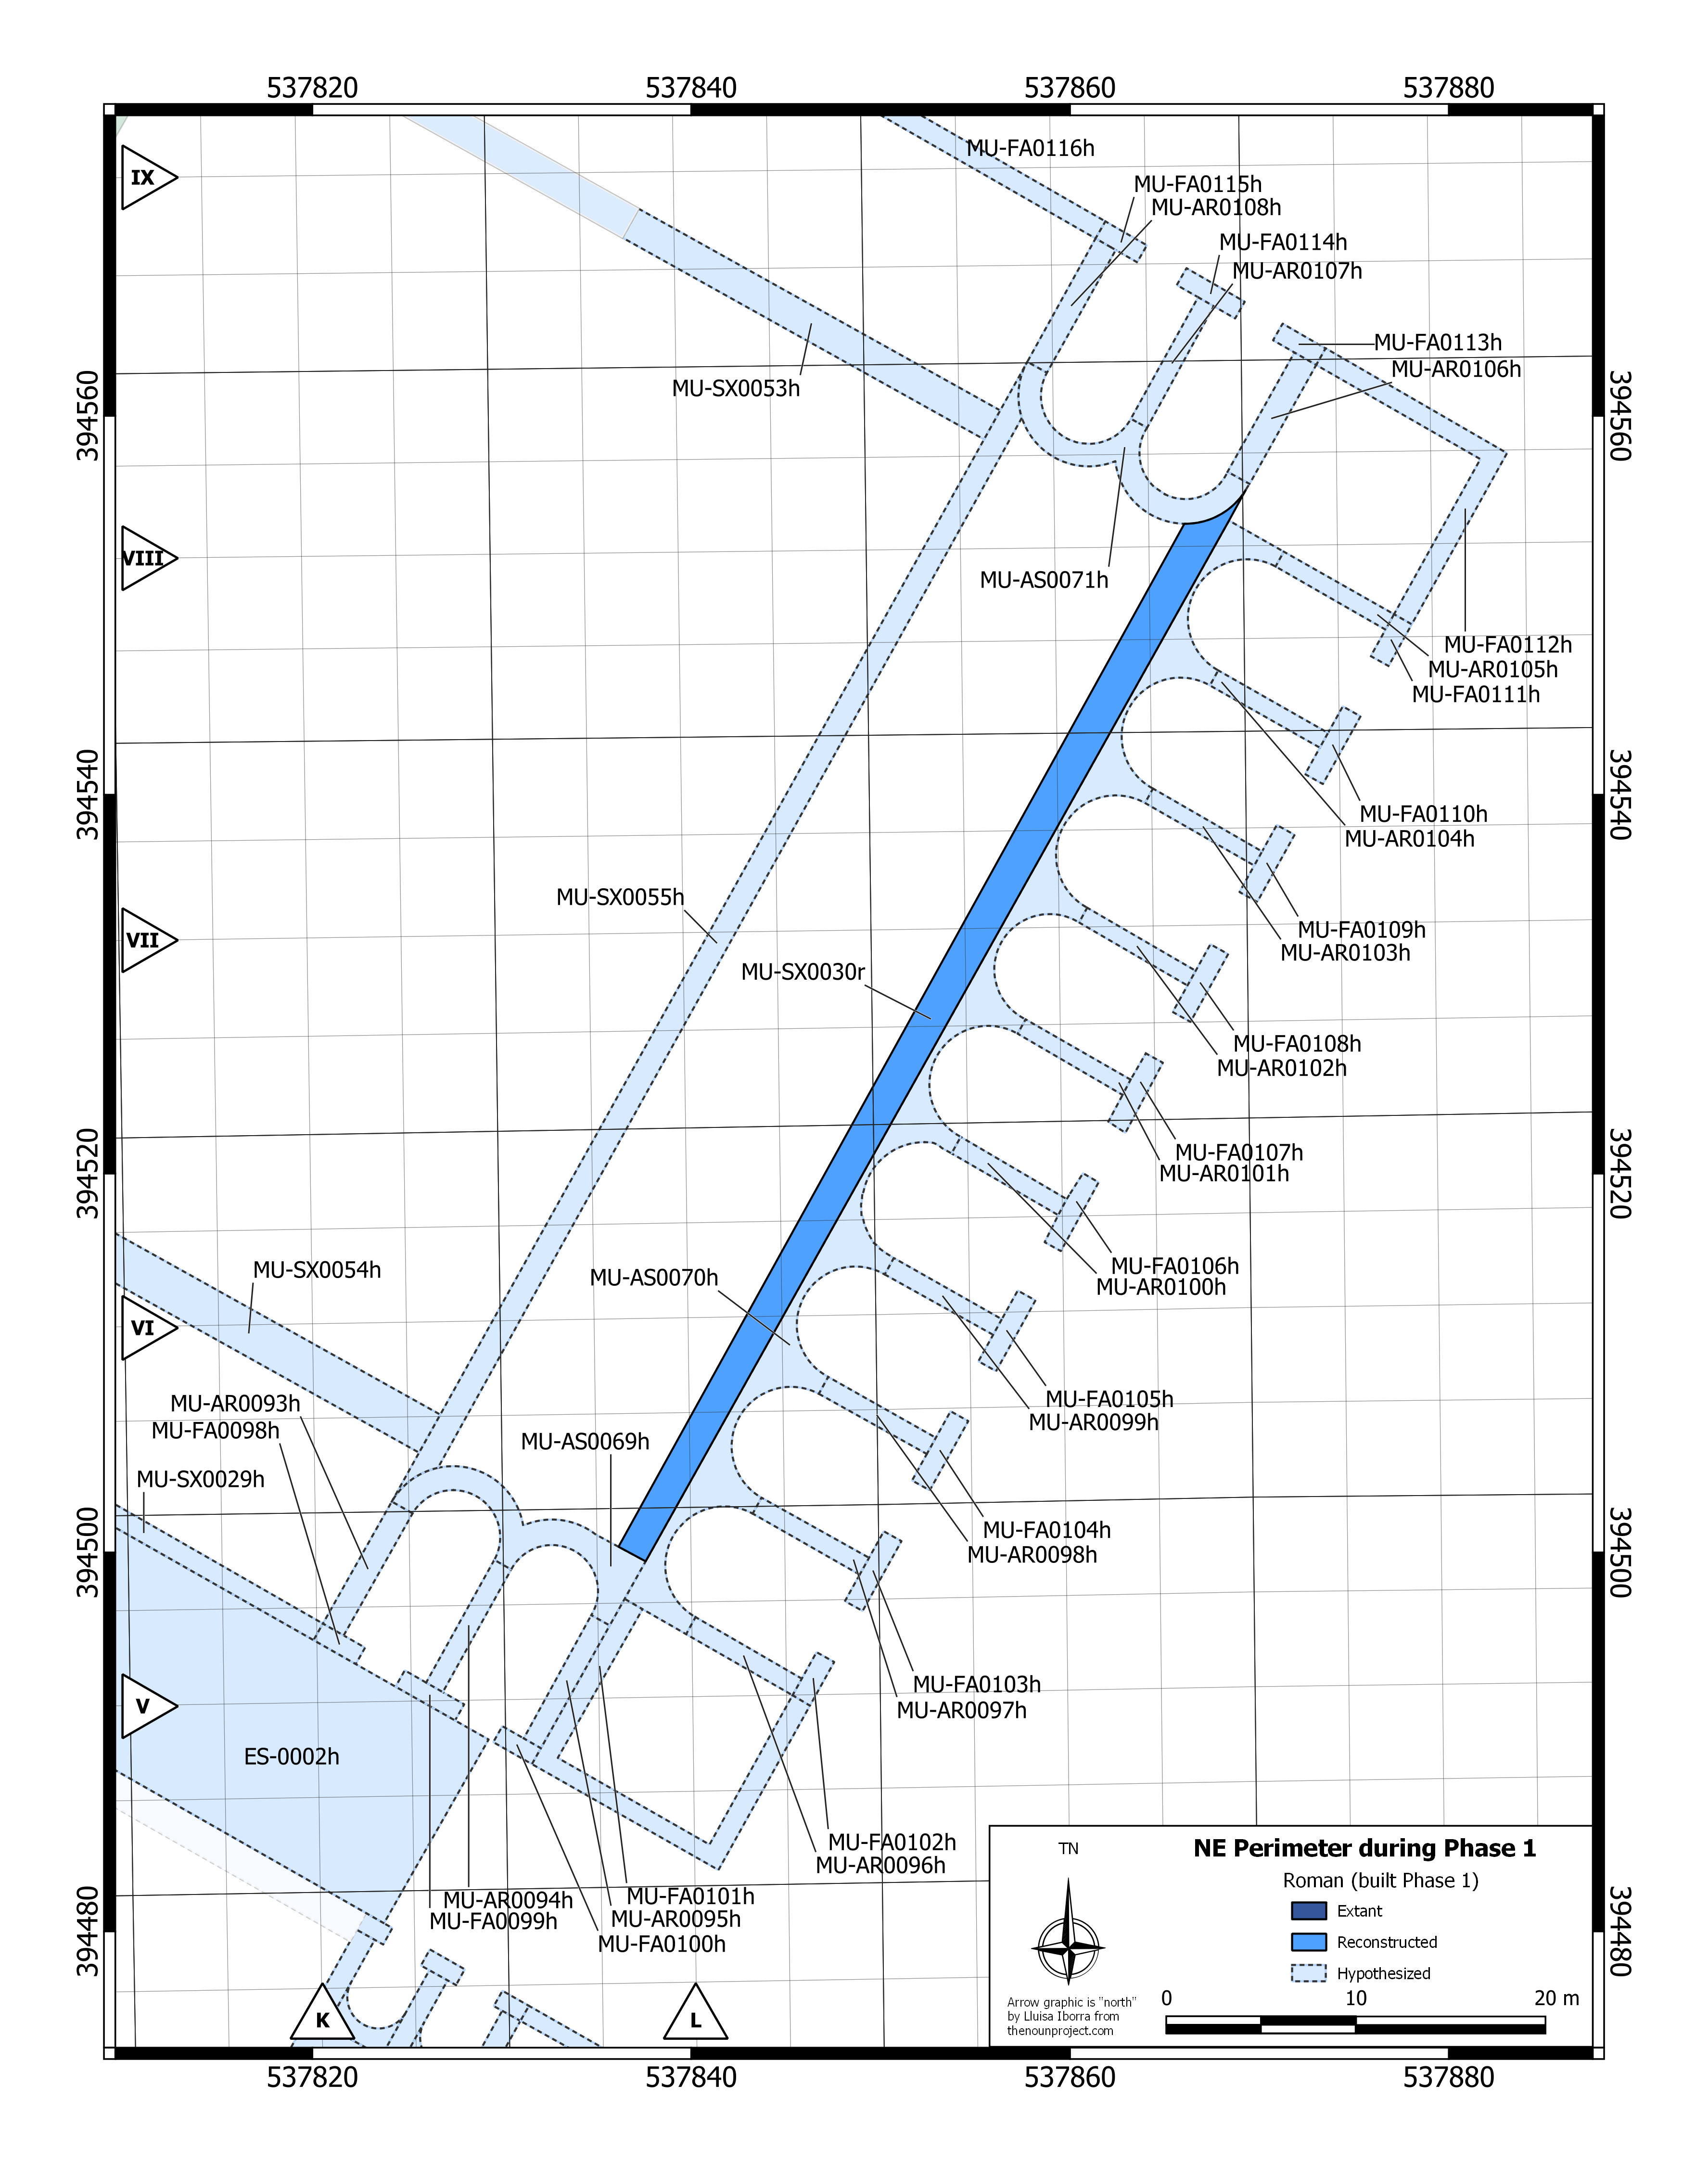 537820
537840
537860
537880
MU-FA0116h
IX
MU-FA0115h
MU-AR0108h
MU-FA0114h
MU-AR0107h
MU-FA0113h
MU-AR0106h
MU-SX0053h
394560
394560
VIII
MU-AS0071h
MU-FA0112h
MU-AR0105h
MU-FA0111h
394540
394540
MU-FA0110h
MU-AR0104h
MU-SX0055h
MU-FA0109h
MU-AR0103h
VII
MU-SX0030r
MU-FA0108h
MU-AR0102h
394520
394520
MU-FA0107h
MU-AR0101h
MU-SX0054h
MU-AS0070h
MU-FA0106h
MU-AR0100h
VI
MU-AR0093h
MU-FA0098h
MU-FA0105h
MU-AR0099h
MU-AS0069h
MU-SX0029h
394500
394500
MU-FA0104h
MU-AR0098h
MU-FA0103h
MU-AR0097h
V
ES-0002h
MU-FA0102h
MU-AR0096h
MU-AR0094h
MU-FA0099h
MU-FA0101h
MU-AR0095h
MU-FA0100h
394480
394480
K
L
TN
Arrow graphic is "north"
by Lluisa Iborra from
thenounproject.com
NE Perimeter during Phase 1
Roman (built Phase 1)
Extant
Reconstructed
Hypothesized
0
10
20 m
537820
537840
537860
537880